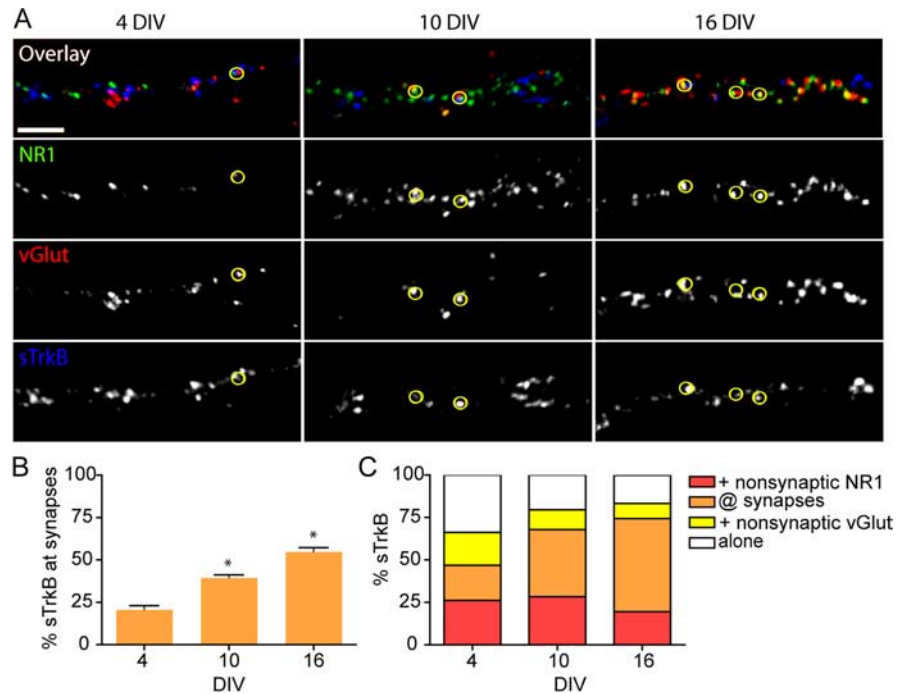 A
4 DIV 10 DIV 16 DIV
Overlay
NR1
vGlut
sTrkB
B
% sTrkB at synapses
100
75
50
25
0
* *
4 10 16
DIV
C
% sTrkB
100
75
50
25
0
4 10 16
DIV
+ nonsynaptic NR1
@ synapses
+ nonsynaptic vGlut
alone